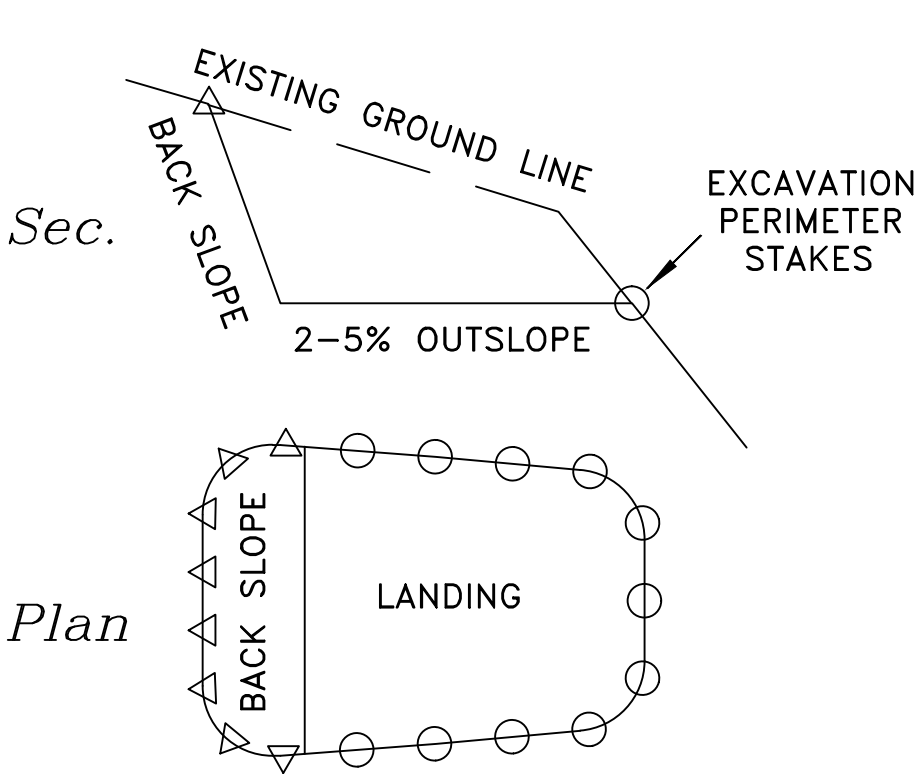 EXISTING GROUND LINE
BACK SLOPE
Sec.
EXCAVATION
PERIMETER
STAKES
2-5% OUTSLOPE
BACK SLOPE
LANDING
Plan